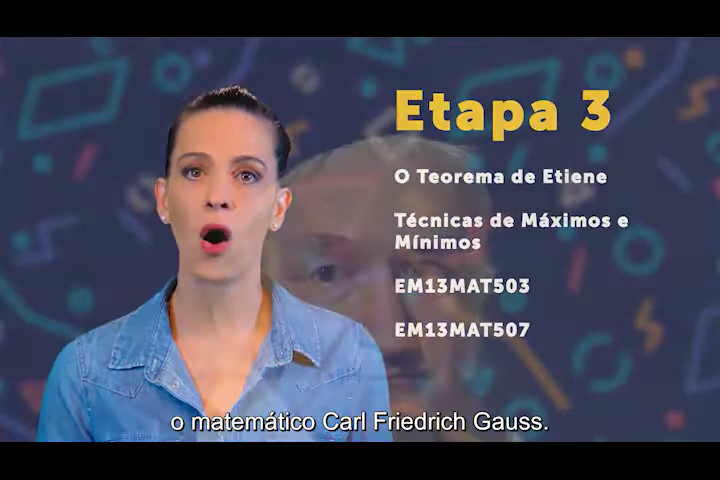 Etapa 3
O Teorema de Etiene
Técnicas de Máximos e
Mínimos
EM13MAT503
EM13MAT507
o matemático Carl Friedrich Gauss.